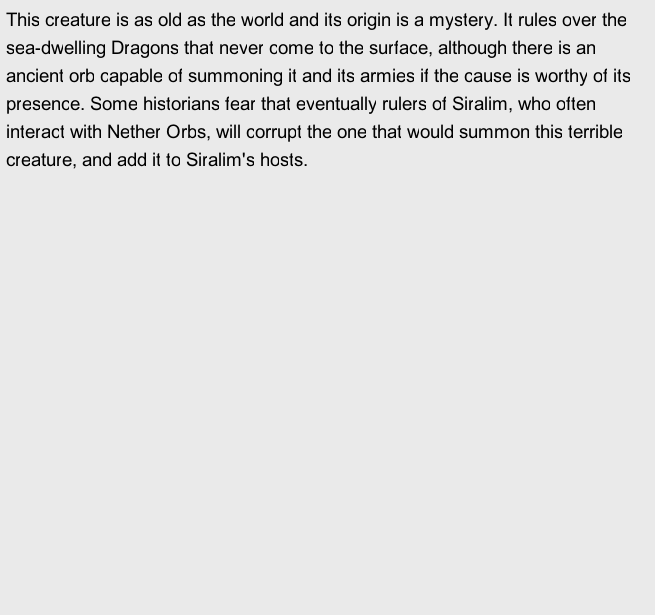 This creature is as old as the world and its origin is a mystery. It rules over the
sea-dwelling Dragons that never come to the surface, although there is an
ancient orb capable of summoning it and its armies if the cause is worthy of its
presence. Some historians fear that eventually rulers of Siralim, who often
interact with Nether Orbs, will corrupt the one that would summon this terrible
creature, and add it to Siralim's hosts.